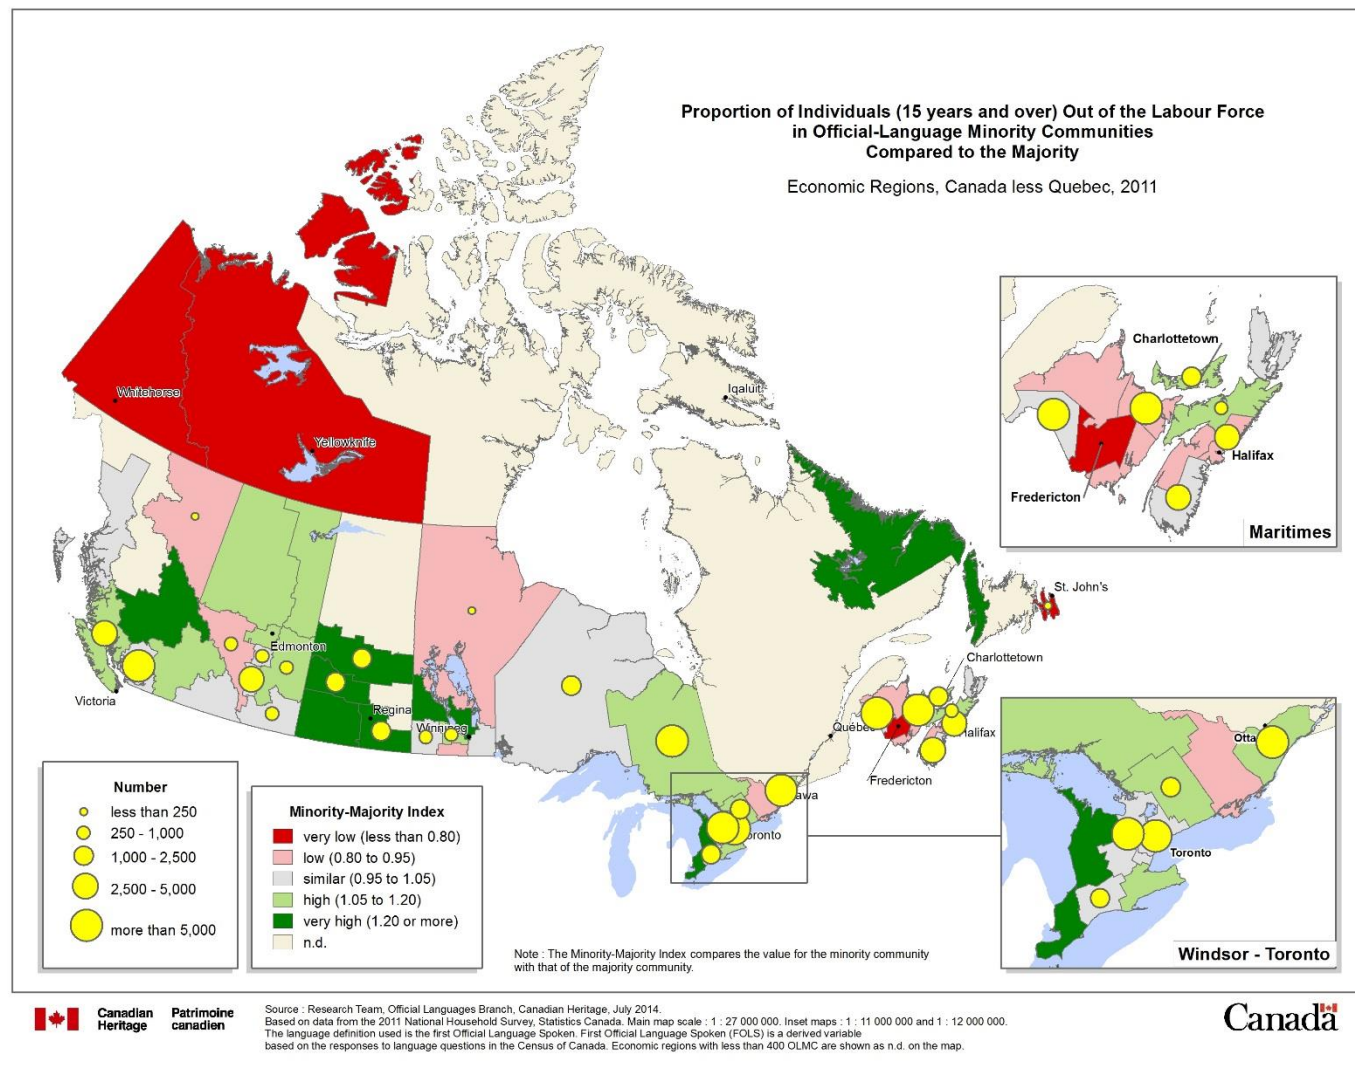 Proportion of Individuals (15 years and over) Out of the Labour Force
in Official-Language Minority Communities
Compared to the Majority
Economic Regions, Canada less Quebec, 2011
Charlottetown
Fredericton
Halifax
Maritimes
Whitehorse
Yellowknife
Iqaluit
St. John's
Charlottetown
Edmonton
Victoria
Regina
Winnipeg
Québec
alifax
Fredericton
awa
oronto
Otta
Toronto
Windsor - Toronto
Number
less than 250
250 - 1,000
1,000 - 2,500
2,500 - 5,000
more than 5,000
Minority-Majority Index
very low (less than 0.80)
low (0.80 to 0.95)
similar (0.95 to 1.05)
high (1.05 to 1.20)
very high (1.20 or more)
n.d.
Note : The Minority-Majority Index compares the value for the minority community
with that of the majority community.
Canadian Heritage
Patrimoine canadien
Source : Research Team, Official Languages Branch, Canadian Heritage, July 2014.
Based on data from the 2011 National Household Survey, Statistics Canada. Main map scale : 1 : 27 000 000. Inset maps : 1 : 11 000 000 and 1 : 12 000 000.
The language definition used is the first Official Language Spoken. First Official Language Spoken (FOLS) is a derived variable
based on the responses to language questions in the Census of Canada. Economic regions with less than 400 OLMC are shown as n.d. on the map.
Canada